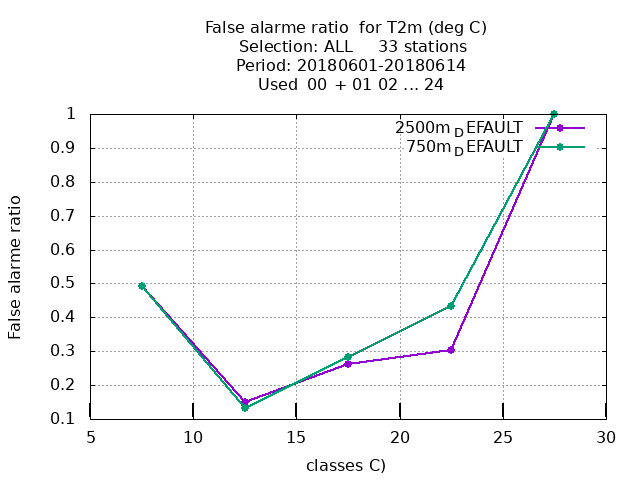 False alarme ratio  for T2m (deg C)
Selection: ALL     33 stations
Period: 20180601-20180614
Used  00  + 01 02 ... 24
1
0.9
0.8
0.7
0.6
0.5
0.4
0.3
0.2
0.1
False alarme ratio
2500m_DEFAULT
750m_DEFAULT
5
10
15
20
25
30
classes C)